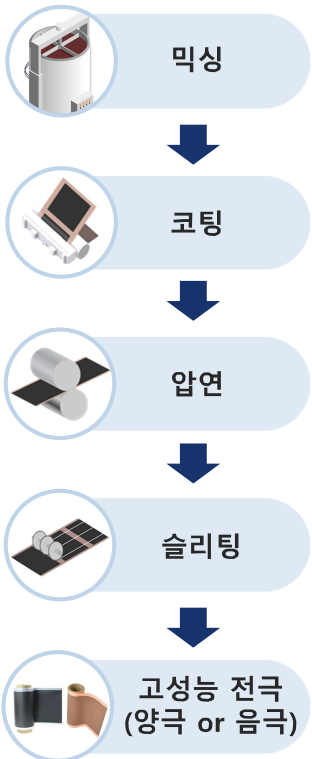 믹싱
코팅
압연
슬리팅
고성능 전극
(양극 or 음극)